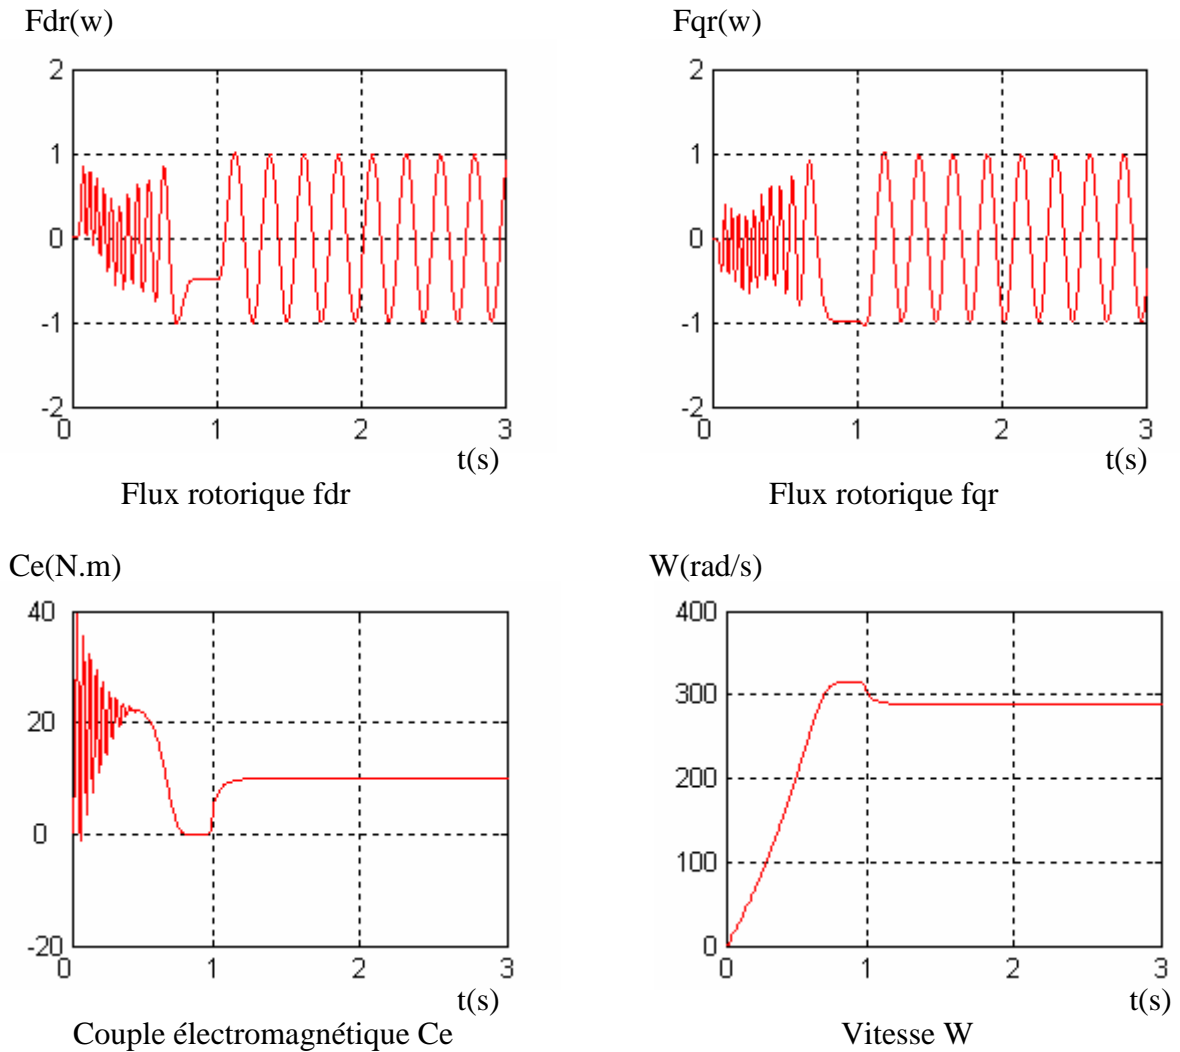 Fdr(w)
2
1
0
-1
-2
0 1 2 3
t(s)
Flux rotorique fdr
Fqr(w)
2
1
0
-1
-2
0 1 2 3
t(s)
Flux rotorique fqr
Ce(N.m)
40
20
0
-20
0 1 2 3
t(s)
Couple électromagnétique Ce
W(rad/s)
400
300
200
100
0
0 1 2 3
t(s)
Vitesse W